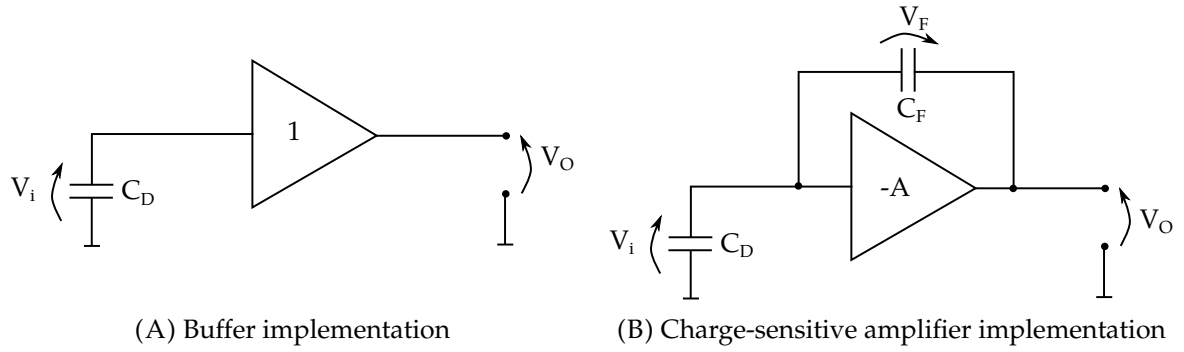 V_F
C_F
1
V_O
V_i
C_D
-A
V_O
V_i
C_D
(A) Buffer implementation
(B) Charge-sensitive amplifier implementation